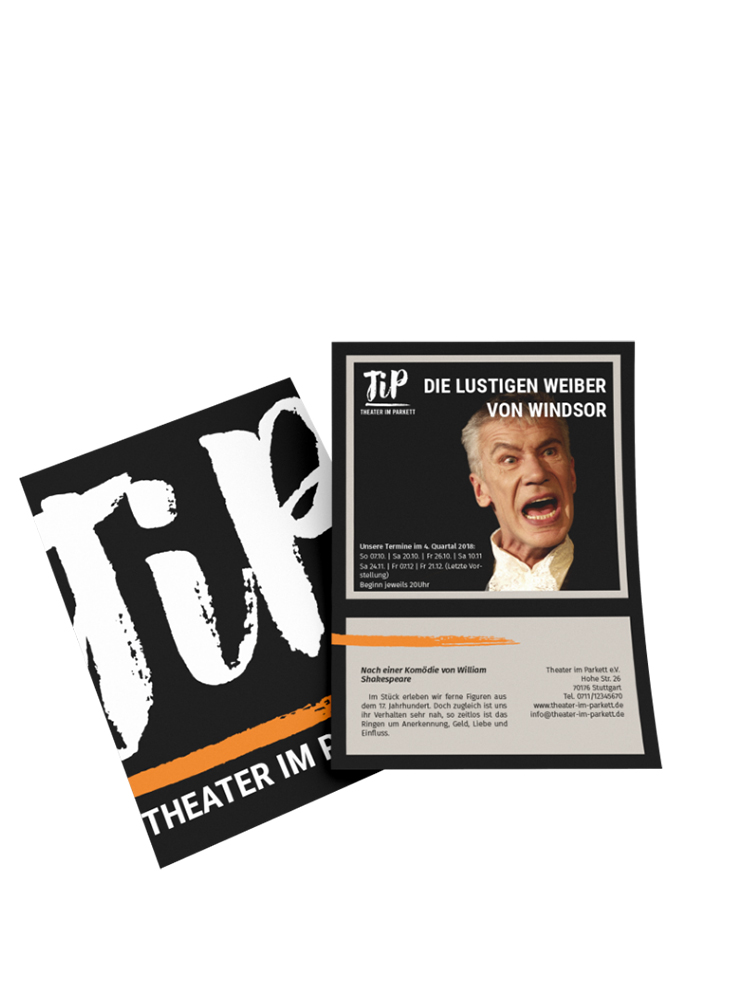 TiP
THEATER IM P
TiP
THEATER IM PARKETT
DIE LUSTIGEN WEIBER
VON WINDSOR
Unsere Termine im 4. Quartal 2018:
So 07.10. | Sa 20.10. | Fr 26.10. | Sa 10.11
Sa 24.11. | Fr 07.12 | Fr 21.12. (Letzte Vor-
stellung)
Beginn jeweils 20Uhr
Nach einer Komödie von William
Shakespeare
Im Stück erleben wir ferne Figuren aus
dem 17. Jahrhundert. Doch zugleich ist uns
ihr Verhalten sehr nah, so zeitlos ist das
Ringen um Anerkennung, Geld, Liebe und
Einfluss.
Theater im Parkett e.V.
Hohe Str. 26
70176 Stuttgart
Tel. 0711/12345670
www.theater-im-parkett.de
info@theater-im-parkett.de